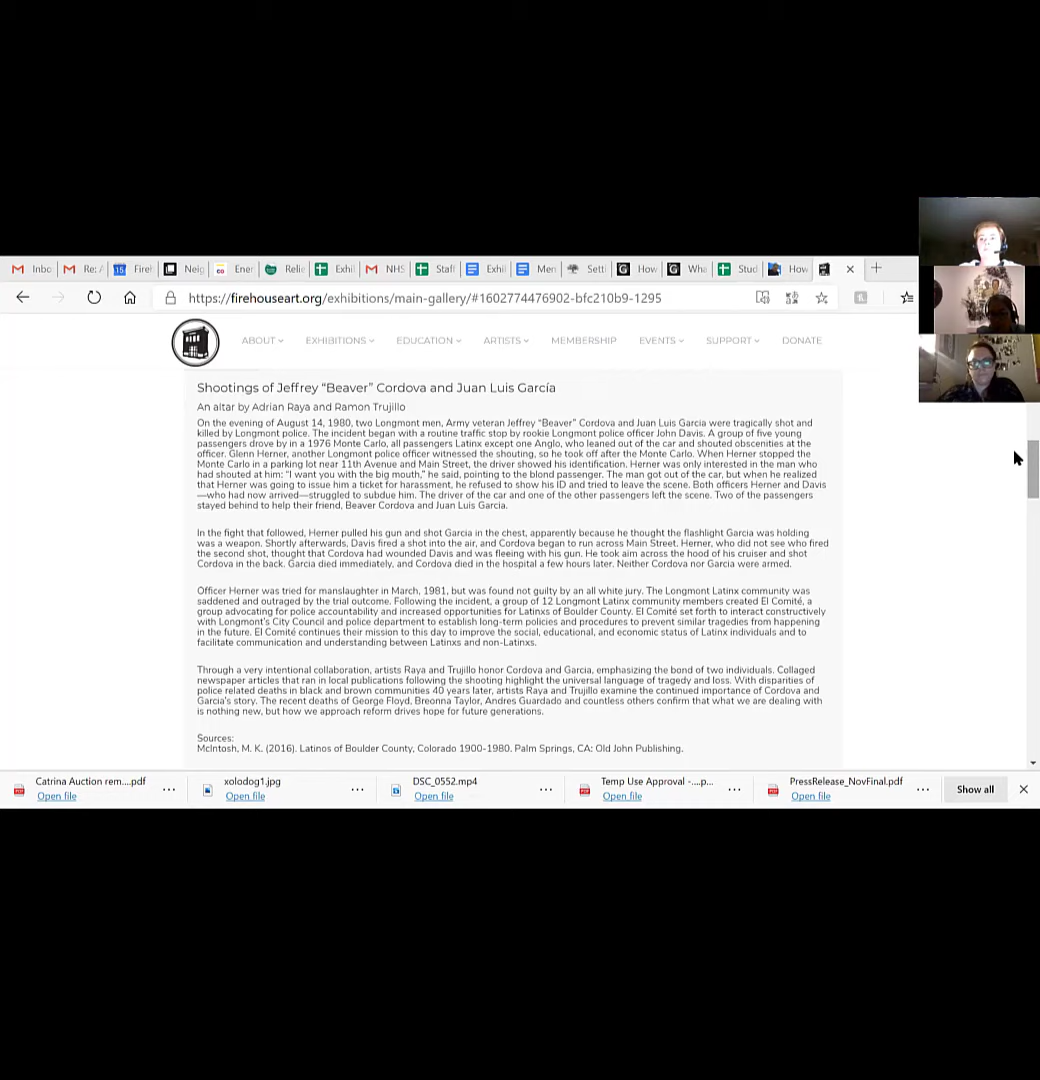 Inbo
Re: /
Firel
Neig
Ener
Relie
Exhil
NHS
Staff
Exhil
Men
Setti
How
Wha
Stud
How
https://firehouseart.org/exhibitions/main-gallery/#1602774476902-bfc210b9-1295
ABOUT EXHIBITIONS EDUCATION ARTISTS MEMBERSHIP EVENTS SUPPORT DONATE
Shootings of Jeffrey “Beaver” Cordova and Juan Luis García
An altar by Adrian Raya and Ramon Trujillo
On the evening of August 14, 1980, two Longmont men, Army veteran Jeffrey “Beaver” Cordova and Juan Luis Garcia were tragically shot and
killed by Longmont police. The incident began with a routine traffic stop by rookie Longmont police officer John Davis. A group of five young
passengers drove by in a 1976 Monte Carlo, all passengers Latinx except one Anglo, who leaned out of the car and shouted obscenities at the
officer. Glenn Herner, another Longmont police officer witnessed the shouting, so he took off after the Monte Carlo. When Herner stopped the
Monte Carlo in a parking lot near 11th Avenue and Main Street, the driver showed his identification. Herner was only interested in the man who
had shouted at him: “I want you with the big mouth,” he said, pointing to the blond passenger. The man got out of the car, but when he realized
that Herner was going to issue him a ticket for harassment, he refused to show his ID and tried to leave the scene. Both officers Herner and Davis
—who had now arrived—struggled to subdue him. The driver of the car and one of the other passengers left the scene. Two of the passengers
stayed behind to help their friend, Beaver Cordova and Juan Luis Garcia.
In the fight that followed, Herner pulled his gun and shot Garcia in the chest, apparently because he thought the flashlight Garcia was holding
was a weapon. Shortly afterwards, Davis fired a shot into the air, and Cordova began to run across Main Street. Herner, who did not see who fired
the second shot, thought that Cordova had wounded Davis and was fleeing with his gun. He took aim across the hood of his cruiser and shot
Cordova in the back. Garcia died immediately, and Cordova died in the hospital a few hours later. Neither Cordova nor Garcia were armed.
Officer Herner was tried for manslaughter in March, 1981, but was found not guilty by an all white jury. The Longmont Latinx community was
saddened and outraged by the trial outcome. Following the incident, a group of 12 Longmont Latinx community members created El Comité, a
group advocating for police accountability and increased opportunities for Latinxs of Boulder County. El Comité set forth to interact constructively
with Longmont’s City Council and police department to establish long-term policies and procedures to prevent similar tragedies from happening
in the future. El Comité continues their mission to this day to improve the social, educational, and economic status of Latinx individuals and to
facilitate communication and understanding between Latinxs and non-Latinxs.
Through a very intentional collaboration, artists Raya and Trujillo honor Cordova and Garcia, emphasizing the bond of two individuals. Collaged
newspaper articles that ran in local publications following the shooting highlight the universal language of tragedy and loss. With disparities of
police related deaths in black and brown communities 40 years later, artists Raya and Trujillo examine the continued importance of Cordova and
Garcia’s story. The recent deaths of George Floyd, Breonna Taylor, Andres Guardado and countless others confirm that what we are dealing with
is nothing new, but how we approach reform drives hope for future generations.
Sources:
McIntosh, M. K. (2016). Latinos of Boulder County, Colorado 1900-1980. Palm Springs, CA: Old John Publishing.
Catrina Auction rem....pdf
Open file
xolodog1.jpg
Open file
DSC_0552.mp4
Open file
Temp Use Approval -....p...
Open file
PressRelease_NovFinal.pdf
Open file
Show all